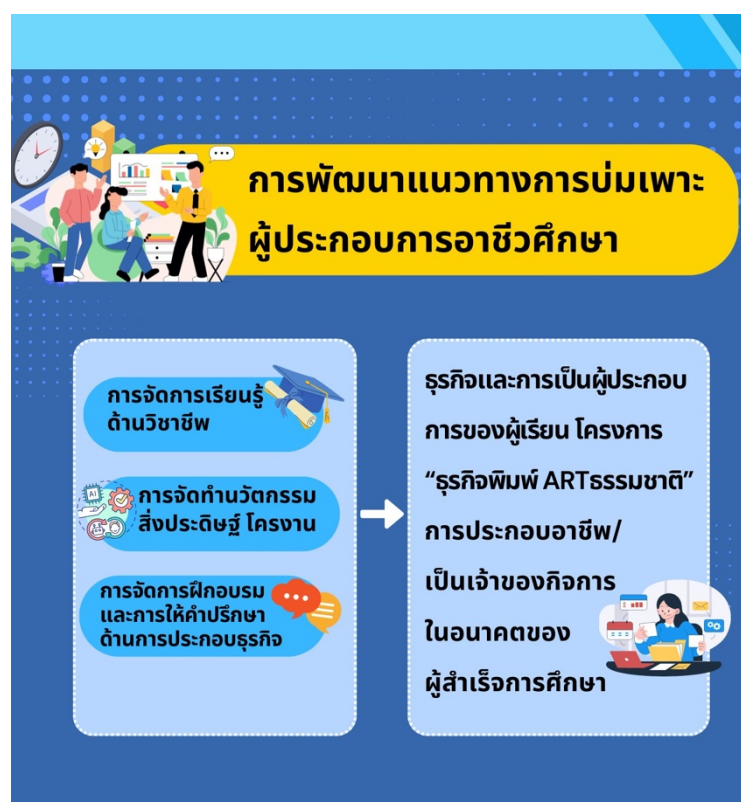 การพัฒนาแนวทางการบ่มเพาะ
ผู้ประกอบการอาชีวศึกษา
การจัดการเรียนรู้
ด้านวิชาชีพ
AI
การจัดทำนวัตกรรม
สิ่งประดิษฐ์ โครงงาน
การจัดการฝึกอบรม
และการให้คำปรึกษา
ด้านการประกอบธุรกิจ
ธุรกิจและการเป็นผู้ประกอบ
การของผู้เรียน โครงการ
“ธุรกิจพิมพ์ ARTธรรมชาติ”
การประกอบอาชีพ/
เป็นเจ้าของกิจการ
ในอนาคตของ
ผู้สำเร็จการศึกษา